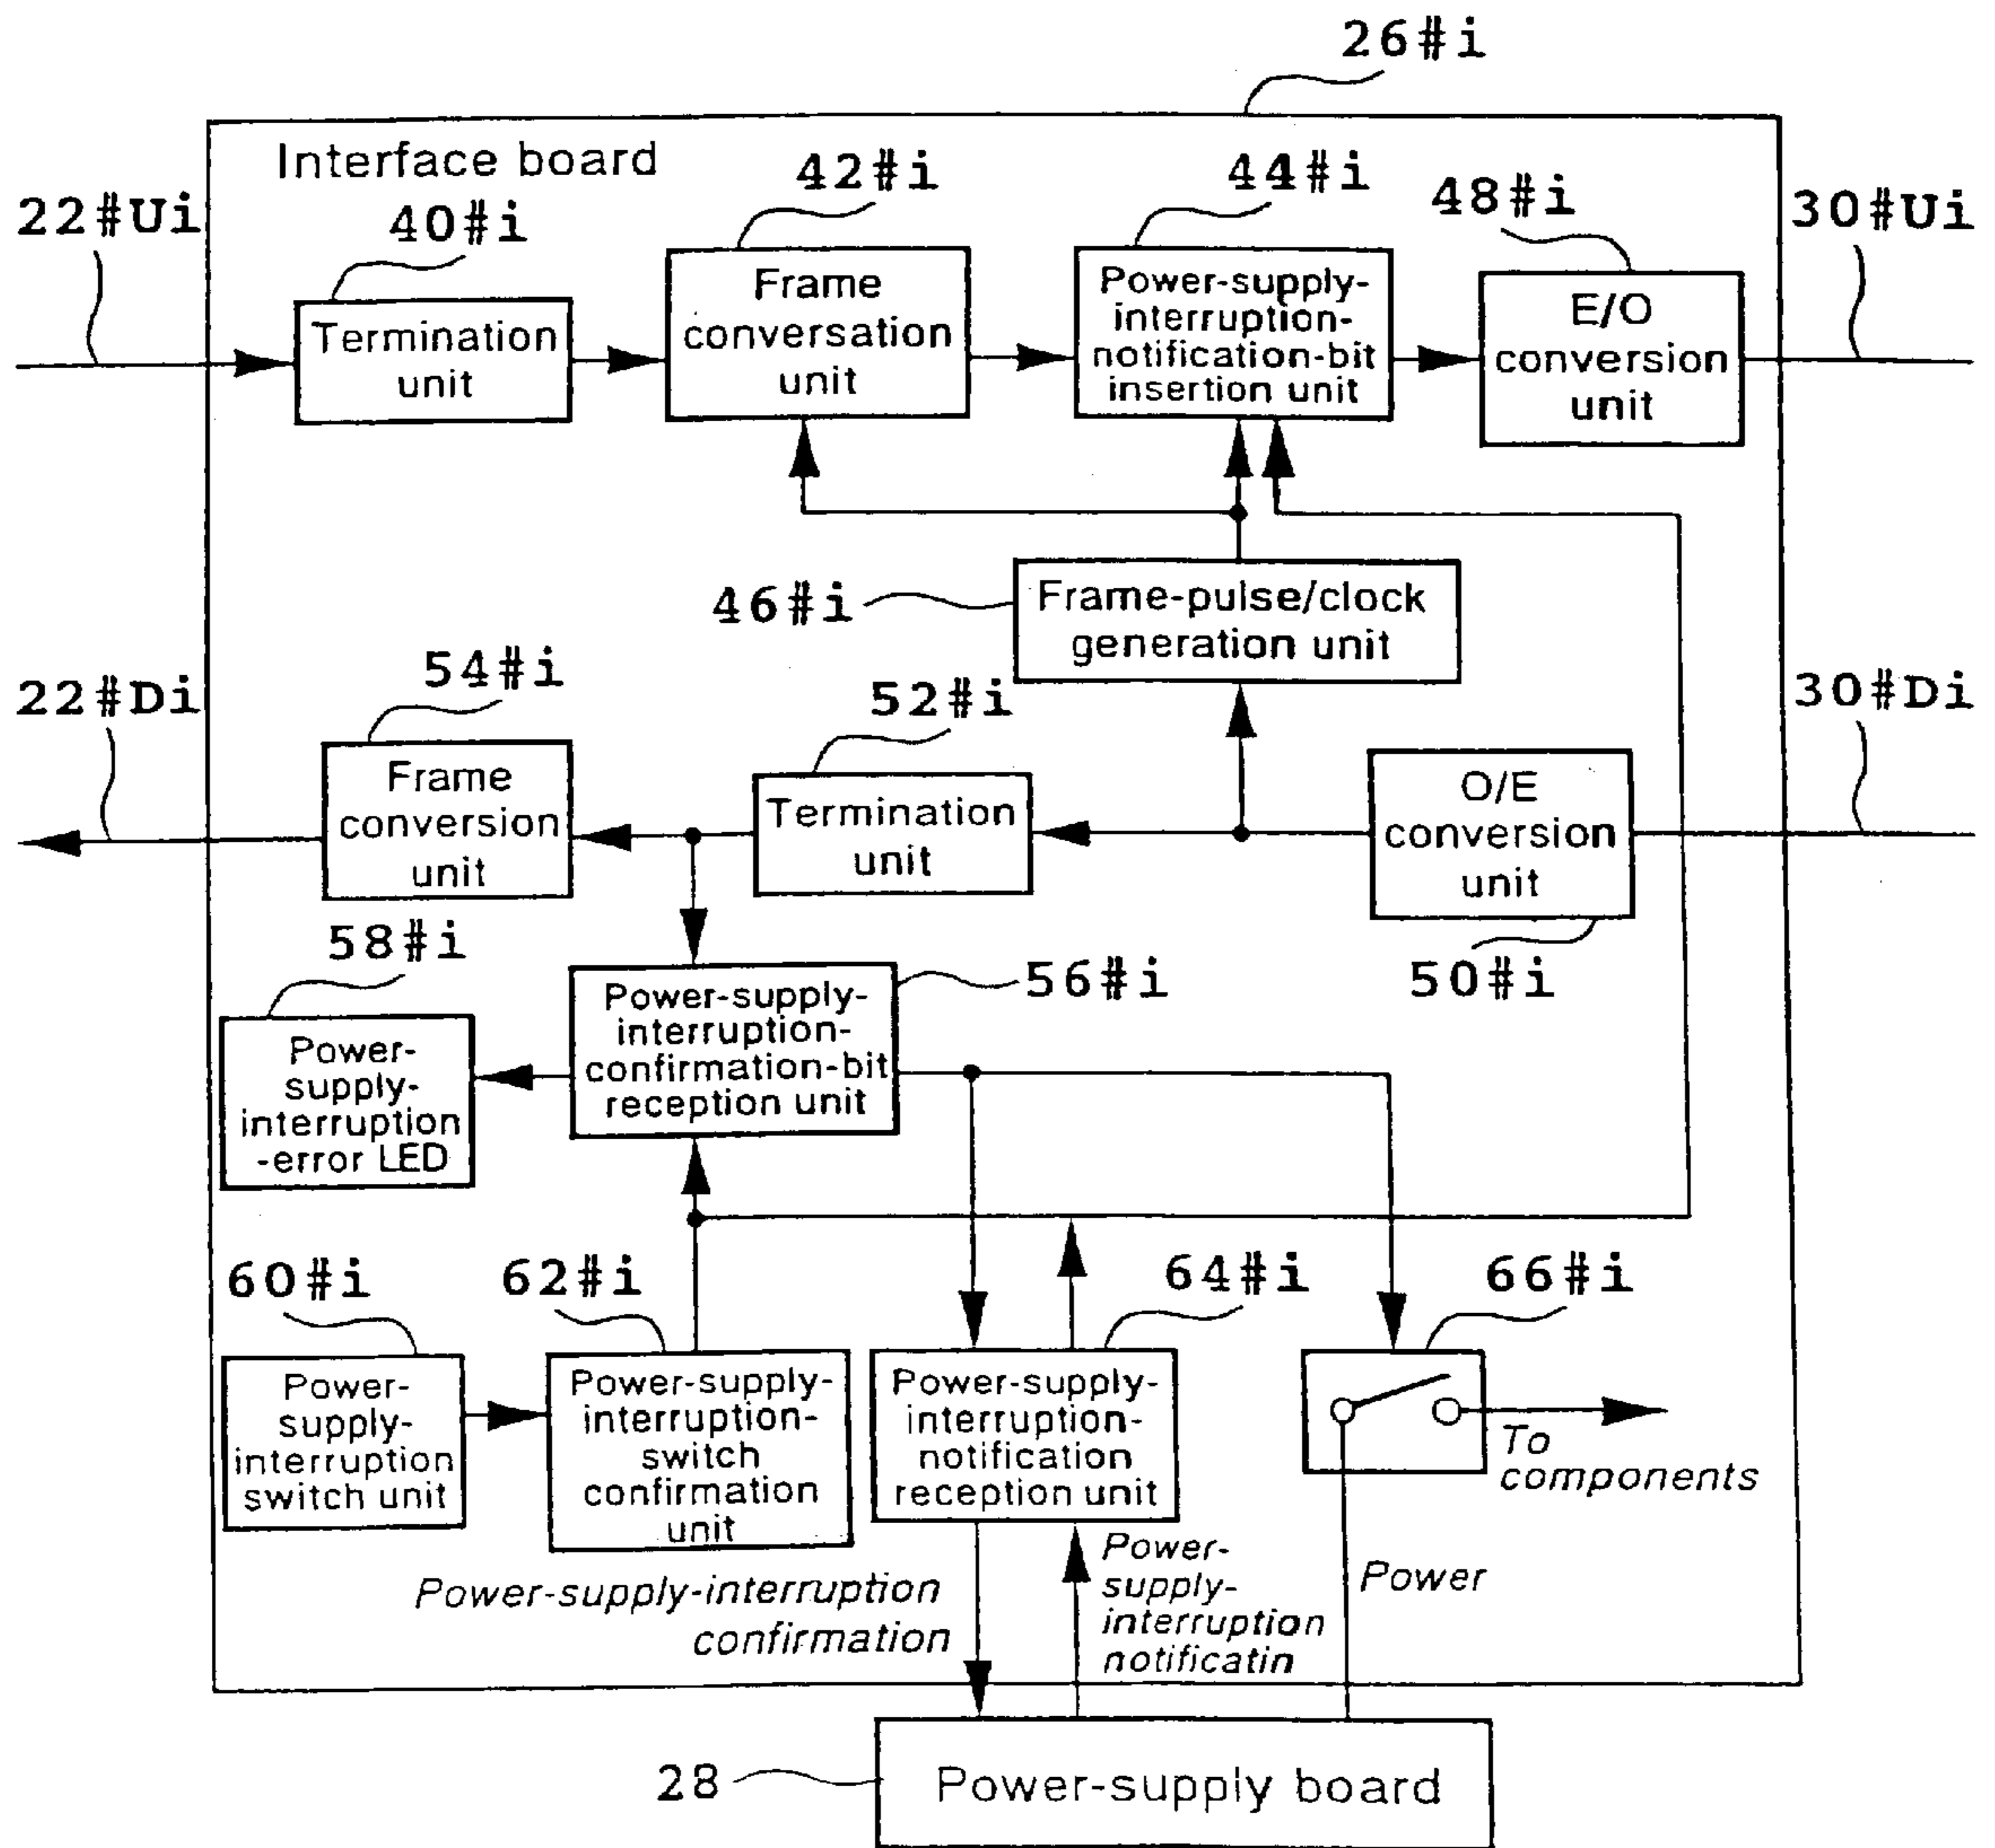 26#i
Interface board
22#Ui
40#i
42#i
44#i
48#i
30#Ui
Termination
unit
Frame
conversation
unit
Power-supply-
interruption-
notification-bit
insertion unit
E/O
conversion
unit
46#i
Frame-pulse/clock
generation unit
22#Di
54#i
52#i
30#Di
Frame
conversion
unit
Termination
unit
O/E
conversion
unit
50#i
58#i
56#i
Power-
supply-
interruption
-error LED
Power-supply-
interruption-
confirmation-bit
reception unit
60#i
62#i
64#i
66#i
Power-
supply-
interruption
switch unit
Power-supply-
interruption-
switch
confirmation
unit
Power-supply-
interruption-
notification
reception unit
To
components
Power-supply-interruption
confirmation
Power-
supply-
interruption
notificatin
Power
28
Power-supply board